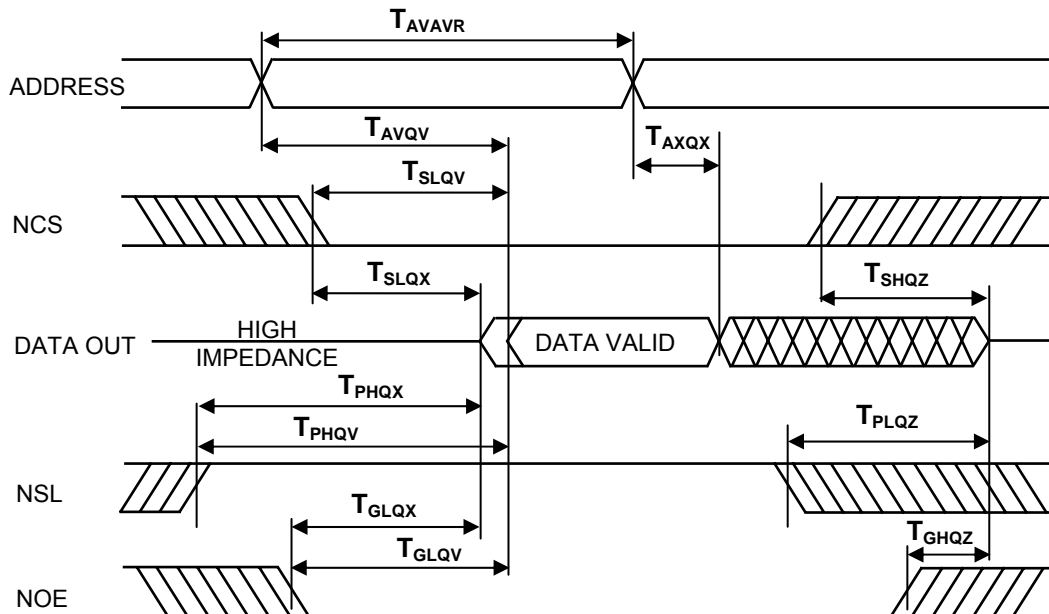 TAVAVR
ADDRESS
TAVQV
TAXQX
TSLQV
NCS
TSLQX
TSHQZ
DATA OUT
HIGH
IMPEDANCE
DATA VALID
TPHQX
TPHQV
TPLQZ
NSL
TGLQX
TGHQZ
TGLQV
NOE